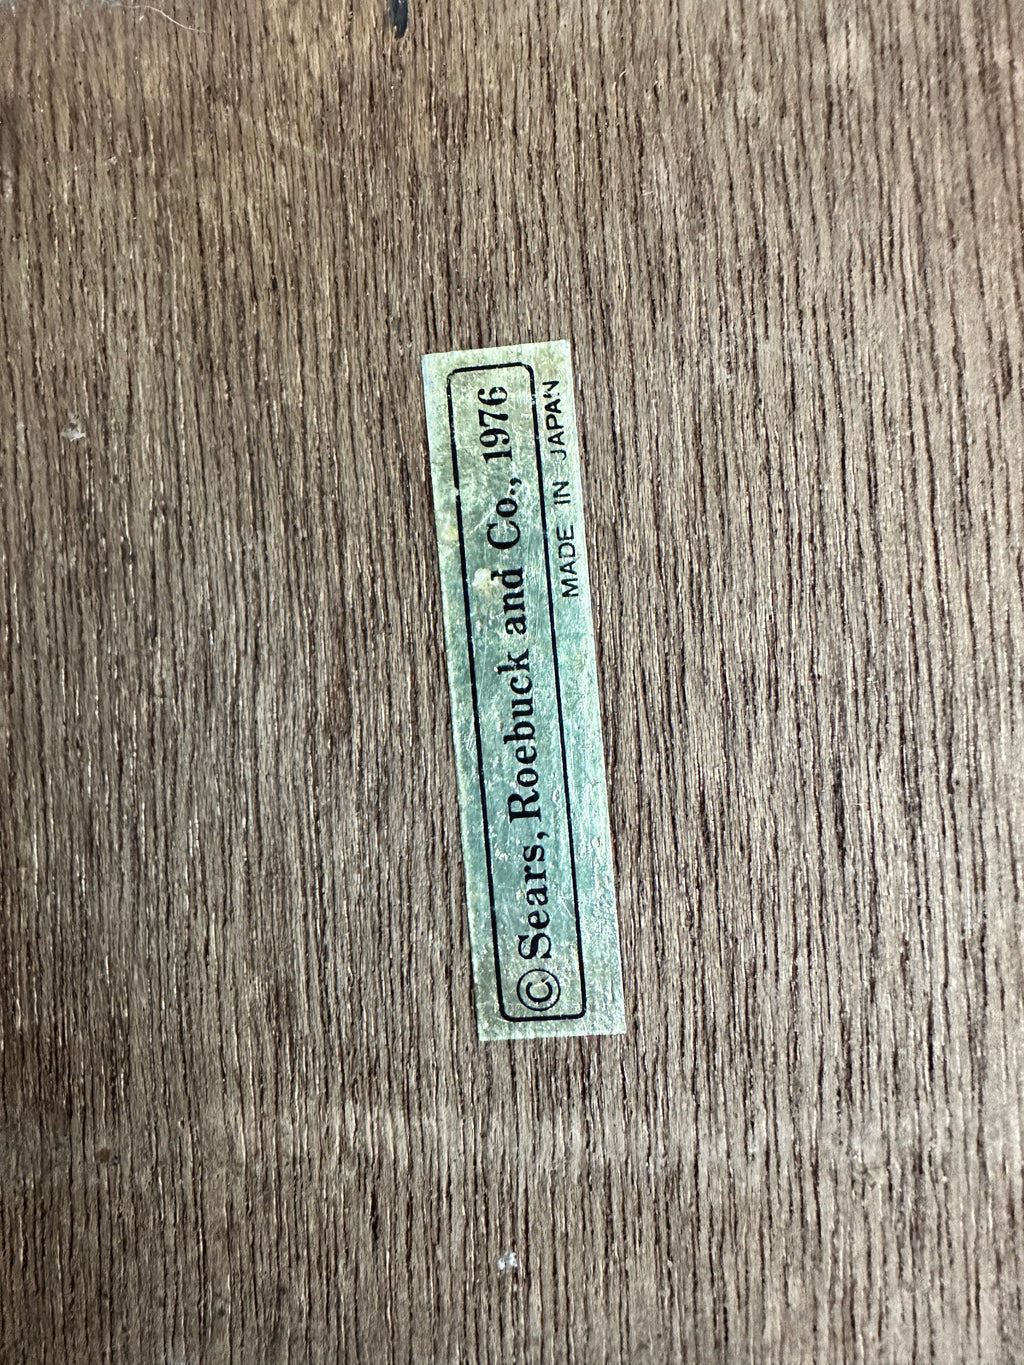 ©Sears, Roebuck and Co., 1976
MADE IN JAPAN